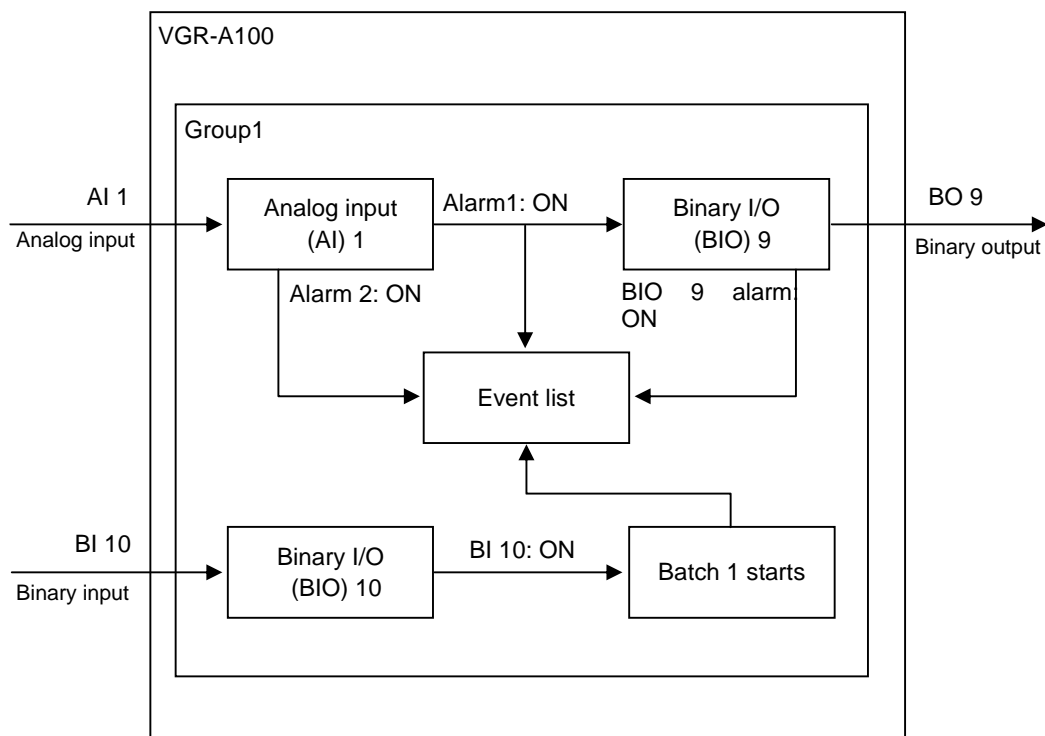 VGR-A100
Group1
AI 1
Analog input
Analog input
(AI) 1
Alarm1: ON
Binary I/O
(BIO) 9
BO 9
Binary output
Alarm 2: ON
BIO 9 alarm:
ON
Event list
BI 10
Binary input
Binary I/O
(BIO) 10
BI 10: ON
Batch 1 starts